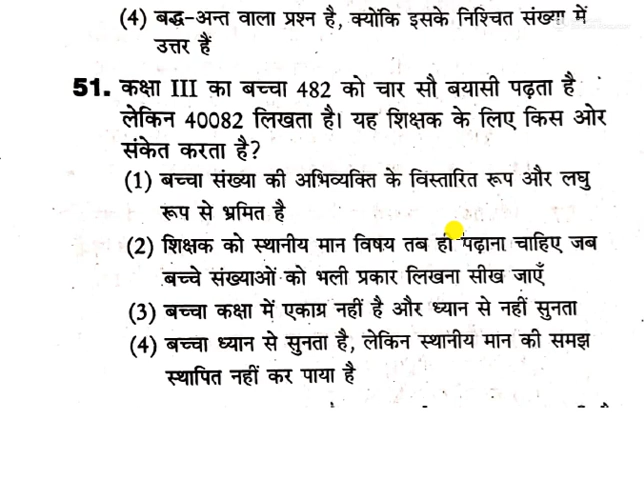 (4) बद्ध-अन्त वाला प्रश्न है, क्योंकि इसके निश्चित संख्या में
उत्तर हैं
51. कक्षा III का बच्चा 482 को चार सौ बयासी पढ़ता है
लेकिन 40082 लिखता है। यह शिक्षक के लिए किस ओर
संकेत करता है?
(1) बच्चा संख्या की अभिव्यक्ति के विस्तारित रूप और लघु
रूप से भ्रमित है
(2) शिक्षक को स्थानीय मान विषय तब ही पढ़ाना चाहिए जब
बच्चे संख्याओं को भली प्रकार लिखना सीख जाएँ
(3) बच्चा कक्षा में एकाग्र नहीं है और ध्यान से नहीं सुनता
(4) बच्चा ध्यान से सुनता है, लेकिन स्थानीय मान की समझ
स्थापित नहीं कर पाया है